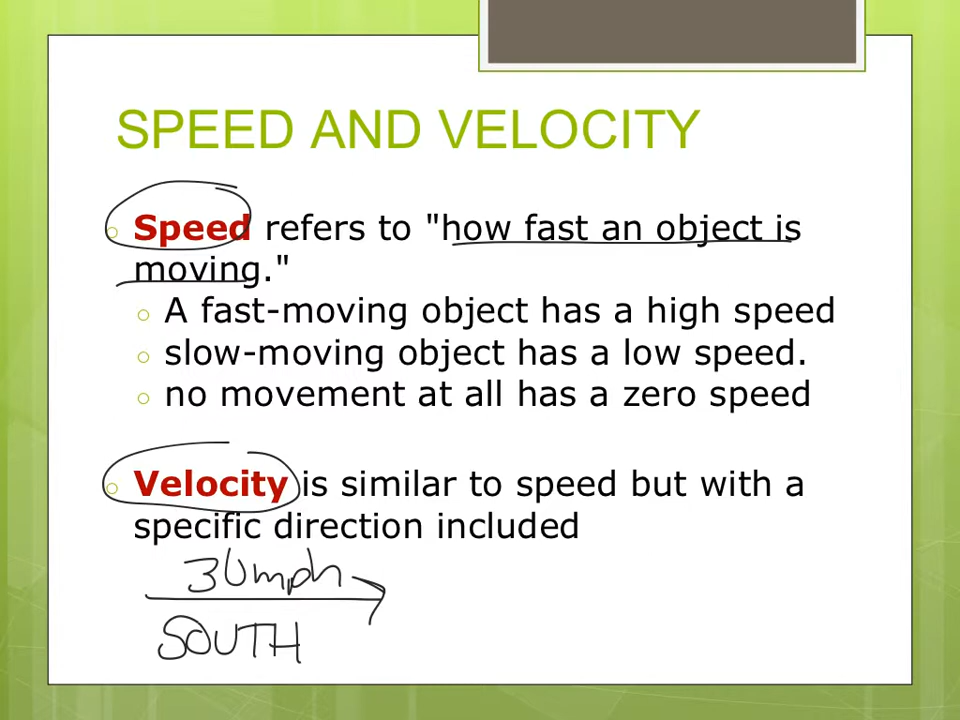 SPEED AND VELOCITY
Speed refers to "how fast an object is
moving."
A fast-moving object has a high speed
slow-moving object has a low speed.
no movement at all has a zero speed
Velocity is similar to speed but with a
specific direction included
30mph
SOUTH